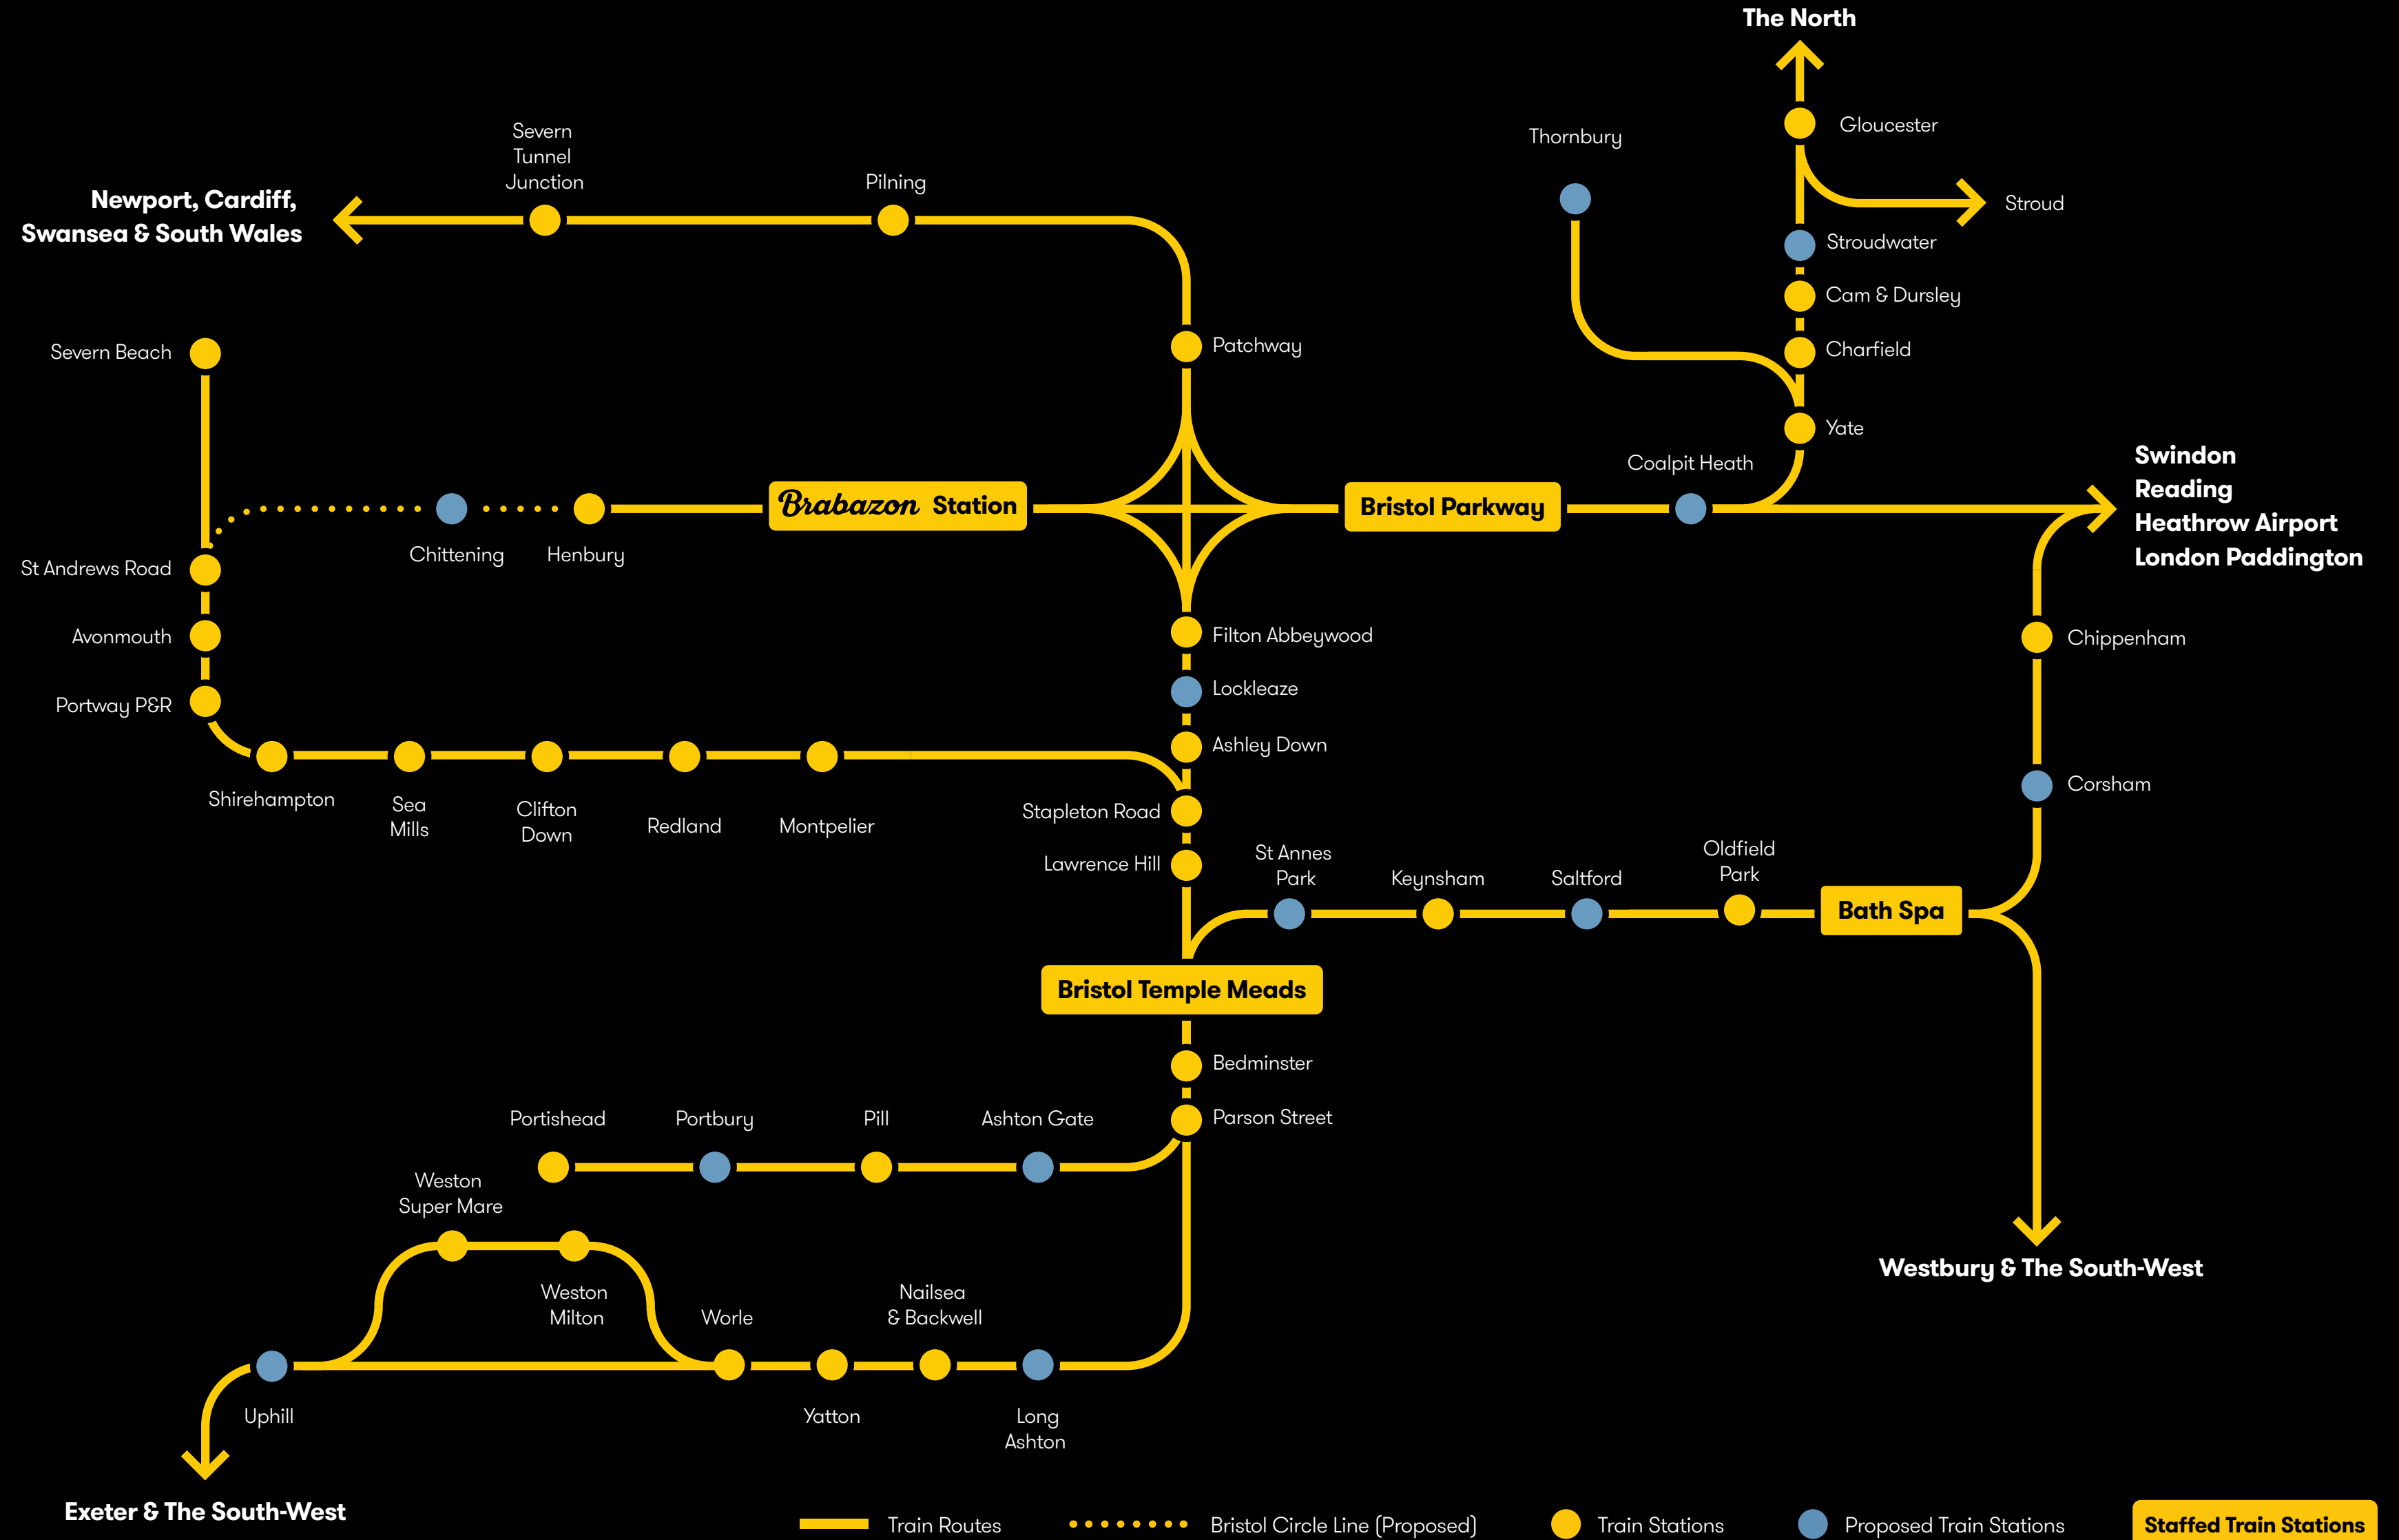 The North
Gloucester
Severn
Tunnel
Junction
Thornbury
Pilning
Newport, Cardiff,
Swansea & South Wales
Stroud
Stroudwater
Cam & Dursley
Severn Beach
Patchway
Charfield
Yate
Coalpit Heath
Swindon
Reading
Heathrow Airport
London Paddington
Brabazon Station
Bristol Parkway
Chittening
Henbury
St Andrews Road
Avonmouth
Filton Abbeywood
Chippenham
Portway P&R
Lockleaze
Ashley Down
Corsham
Shirehampton
Sea
Mills
Clifton
Down
Redland
Montpelier
Stapleton Road
Lawrence Hill
St Annes
Park
Keynsham
Saltford
Oldfield
Park
Bath Spa
Bristol Temple Meads
Bedminster
Parson Street
Portishead
Portbury
Pill
Ashton Gate
Weston
Super Mare
Weston
Milton
Worle
Nailsea
& Backwell
Westbury & The South-West
Uphill
Yatton
Long
Ashton
Exeter & The South-West
Train Routes
Bristol Circle Line (Proposed)
Train Stations
Proposed Train Stations
Staffed Train Stations